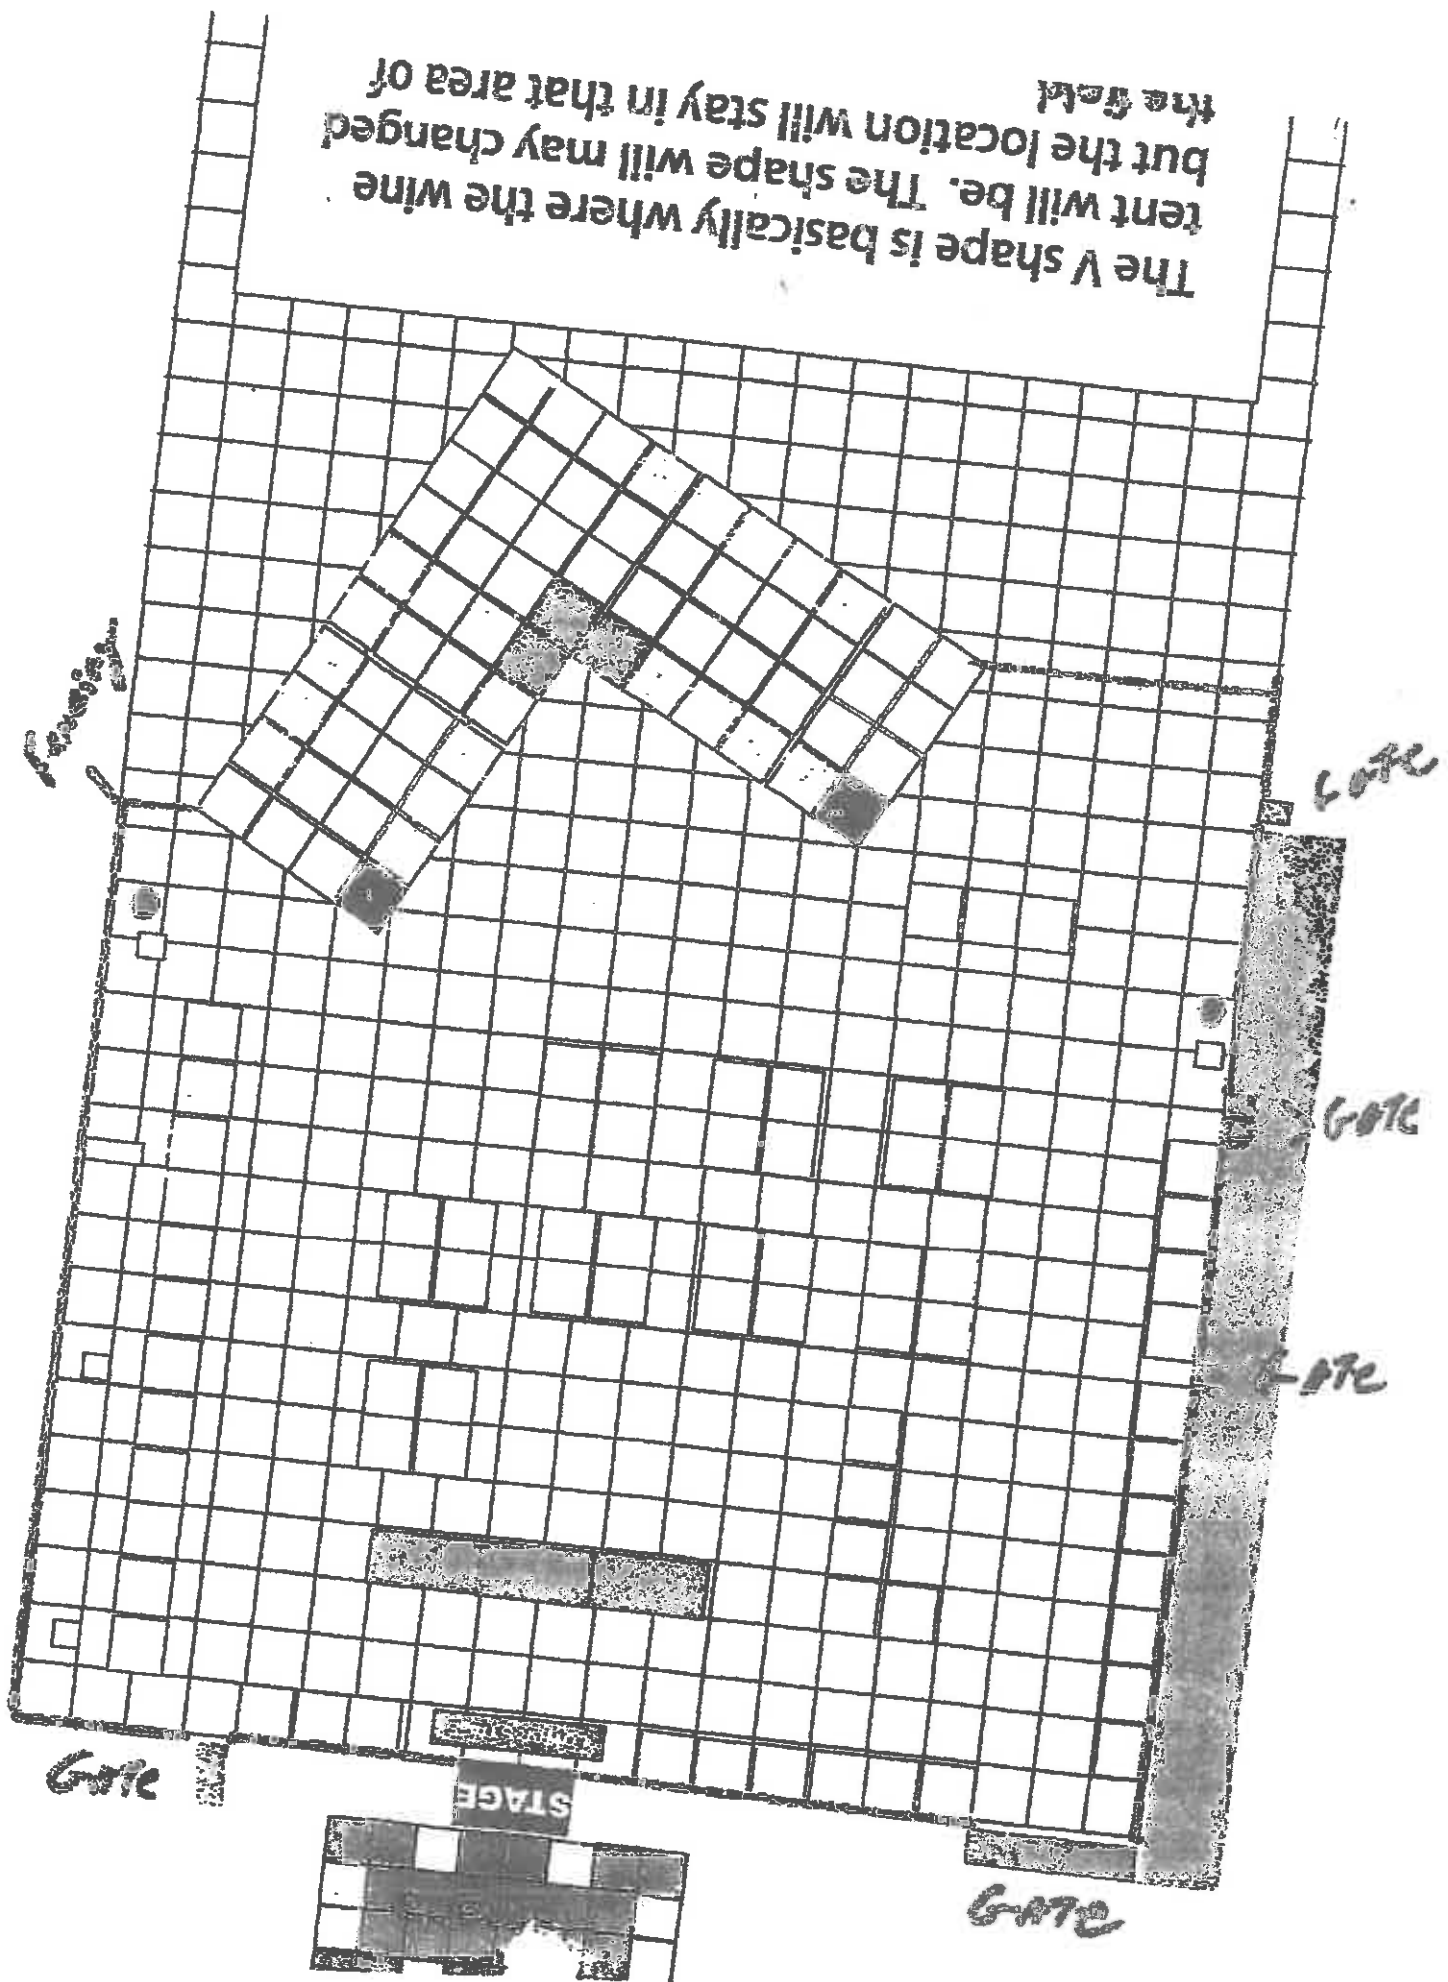 The V shape is basically where the wine
tent will be. The shape will may changed
but the location will stay in that area of
the field
GATE
GATE
GATE
GATE
STAGE
GATE